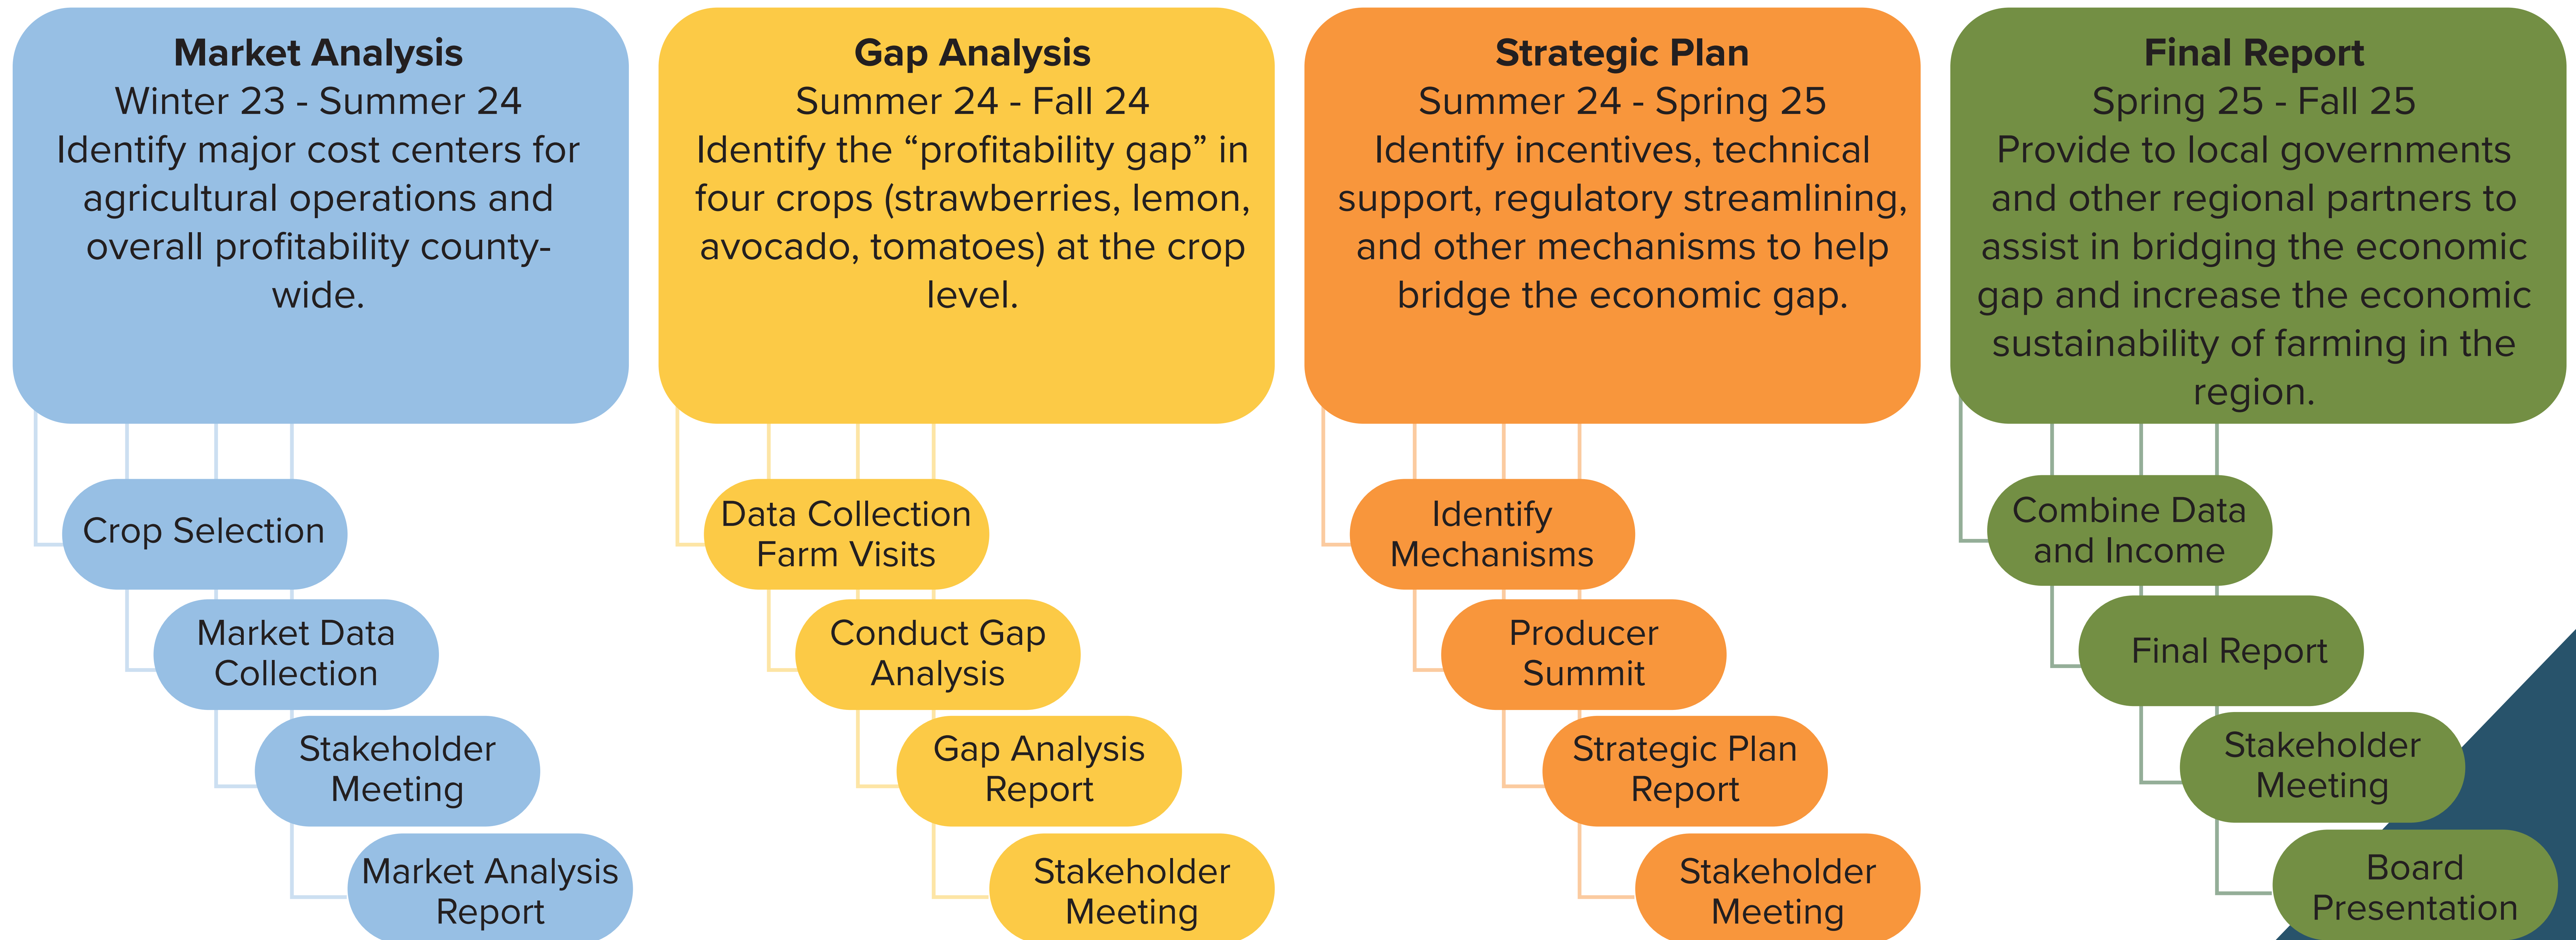 Market Analysis
Winter 23 - Summer 24
Identify major cost centers for
agricultural operations and
overall profitability county-
wide.
Crop Selection
Market Data
Collection
Stakeholder
Meeting
Market Analysis
Report
Gap Analysis
Summer 24 - Fall 24
Identify the “profitability gap” in
four crops (strawberries, lemon,
avocado, tomatoes) at the crop
level.
Data Collection
Farm Visits
Conduct Gap
Analysis
Gap Analysis
Report
Stakeholder
Meeting
Strategic Plan
Summer 24 - Spring 25
Identify incentives, technical
support, regulatory streamlining,
and other mechanisms to help
bridge the economic gap.
Identify
Mechanisms
Producer
Summit
Strategic Plan
Report
Stakeholder
Meeting
Final Report
Spring 25 - Fall 25
Provide to local governments
and other regional partners to
assist in bridging the economic
gap and increase the economic
sustainability of farming in the
region.
Combine Data
and Income
Final Report
Stakeholder
Meeting
Board
Presentation